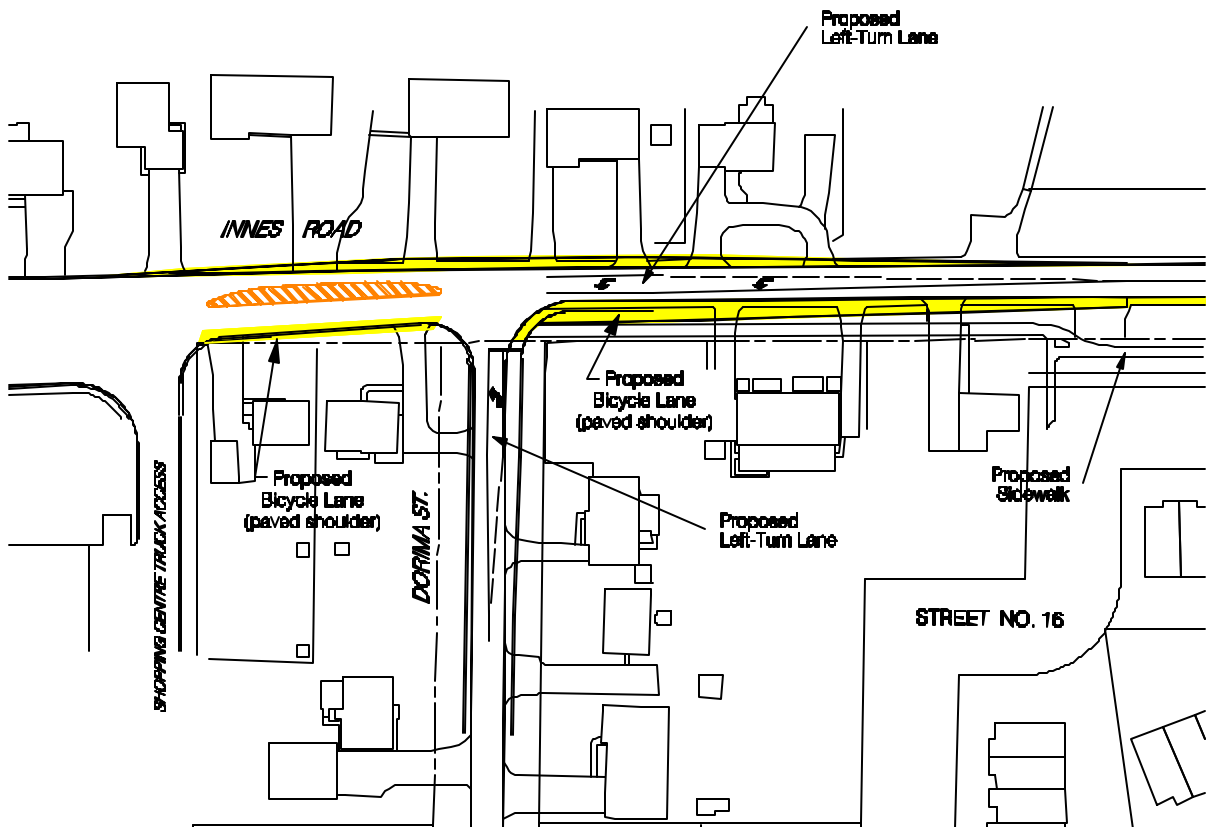 Proposed
Left-Turn Lane
INNES ROAD
Proposed
Bicycle Lane
(paved shoulder)
Proposed
Bicycle Lane
(paved shoulder)
Proposed
Sidewalk
Proposed
Left-Turn Lane
DORIMA ST.
SHOPPING CENTRE TRUCK ACCESS
STREET NO. 16